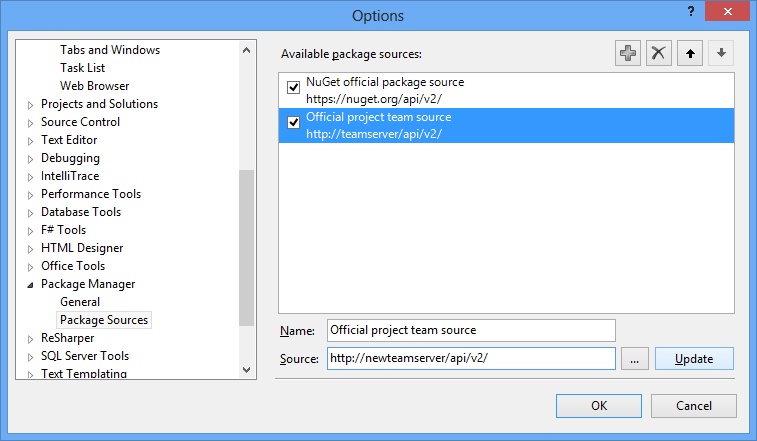 Options
Tabs and Windows
Task List
Web Browser
Projects and Solutions
Source Control
Text Editor
Debugging
IntelliTrace
Performance Tools
Database Tools
F# Tools
HTML Designer
Office Tools
Package Manager
General
Package Sources
ReSharper
SQL Server Tools
Text Templating
Available package sources:
NuGet official package source
https://nuget.org/api/v2/
Official project team source
http://teamserver/api/v2/
Name: Official project team source
Source: http://newteamserver/api/v2/ ... Update
OK Cancel